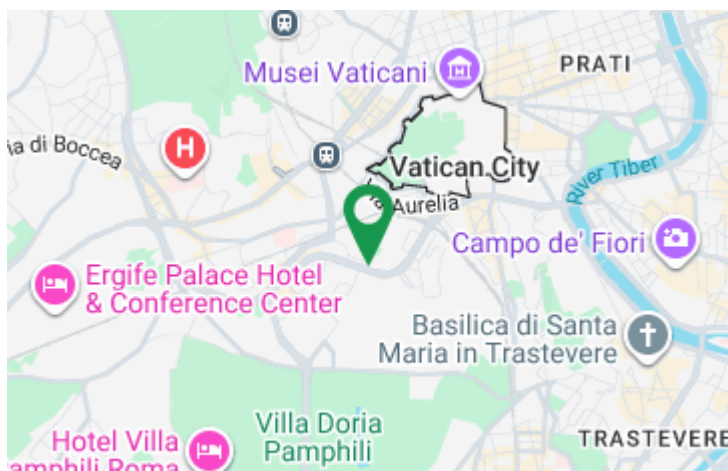 Musei Vaticani
PRATI
ia di Boccea
H
Vatican City
River Tiber
Aurelia
Campo de' Fiori
Ergife Palace Hotel
& Conference Center
Basilica di Santa
Maria in Trastevere
Villa Doria
Pamphili
Hotel Villa
amphili Roma
TRASTEVERE